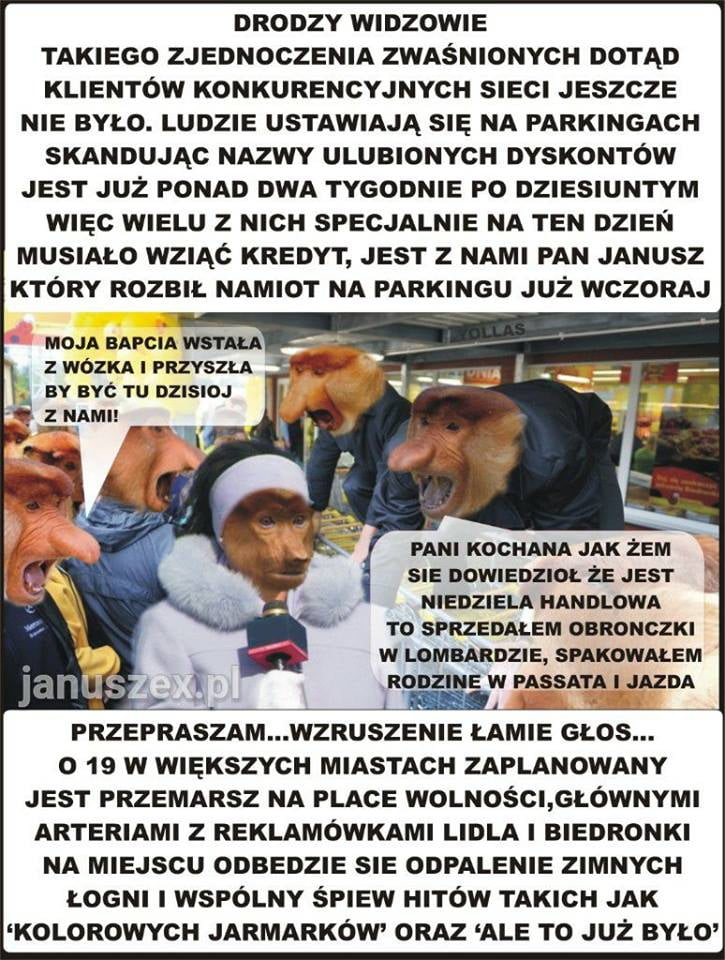 DRODZY WIDZOWIE
TAKIEGO ZJEDNOCZENIA ZWAŚNIONYCH DOTĄD
KLIENTÓW KONKURENCYJNYCH SIECI JESZCZE
NIE BYŁO. LUDZIE USTAWIAJĄ SIĘ NA PARKINGACH
SKANDUJĄC NAZWY ULUBIONYCH DYSKONTÓW
JEST JUŻ PONAD DWA TYGODNIE PO DZIESIUNTYM
WIĘC WIELU Z NICH SPECJALNIE NA TEN DZIEŃ
MUSIAŁO WZIĄĆ KREDYT, JEST Z NAMI PAN JANUSZ
KTÓRY ROZBIŁ NAMIOT NA PARKINGU JUŻ WCZORAJ
YOLLAS
MOJA BAPCIA WSTAŁA
Z WÓZKA I PRZYSZŁA
BY BYĆ TU DZISIOJ
Z NAMI!
PANI KOCHANA JAK ŻEM
SIE DOWIEDZIOŁ ŻE JEST
NIEDZIELA HANDLOWA
TO SPRZEDAŁEM OBRONCZKI
W LOMBARDZIE, SPAKOWAŁEM
RODZINE W PASSATA I JAZDA
januszex.pl
PRZEPRASZAM...WZRUSZENIE ŁAMIE GŁOS...
O 19 W WIĘKSZYCH MIASTACH ZAPLANOWANY
JEST PRZEMARSZ NA PLACE WOLNOŚCI,GŁÓWNYMI
ARTERIAMI Z REKLAMÓWKAMI LIDLA I BIEDRONKI
NA MIEJSCU ODBEDZIE SIE ODPALENIE ZIMNYCH
ŁOGNI I WSPÓLNY ŚPIEW HITÓW TAKICH JAK
'KOLOROWYCH JARMARKÓW' ORAZ 'ALE TO JUŻ BYŁO'